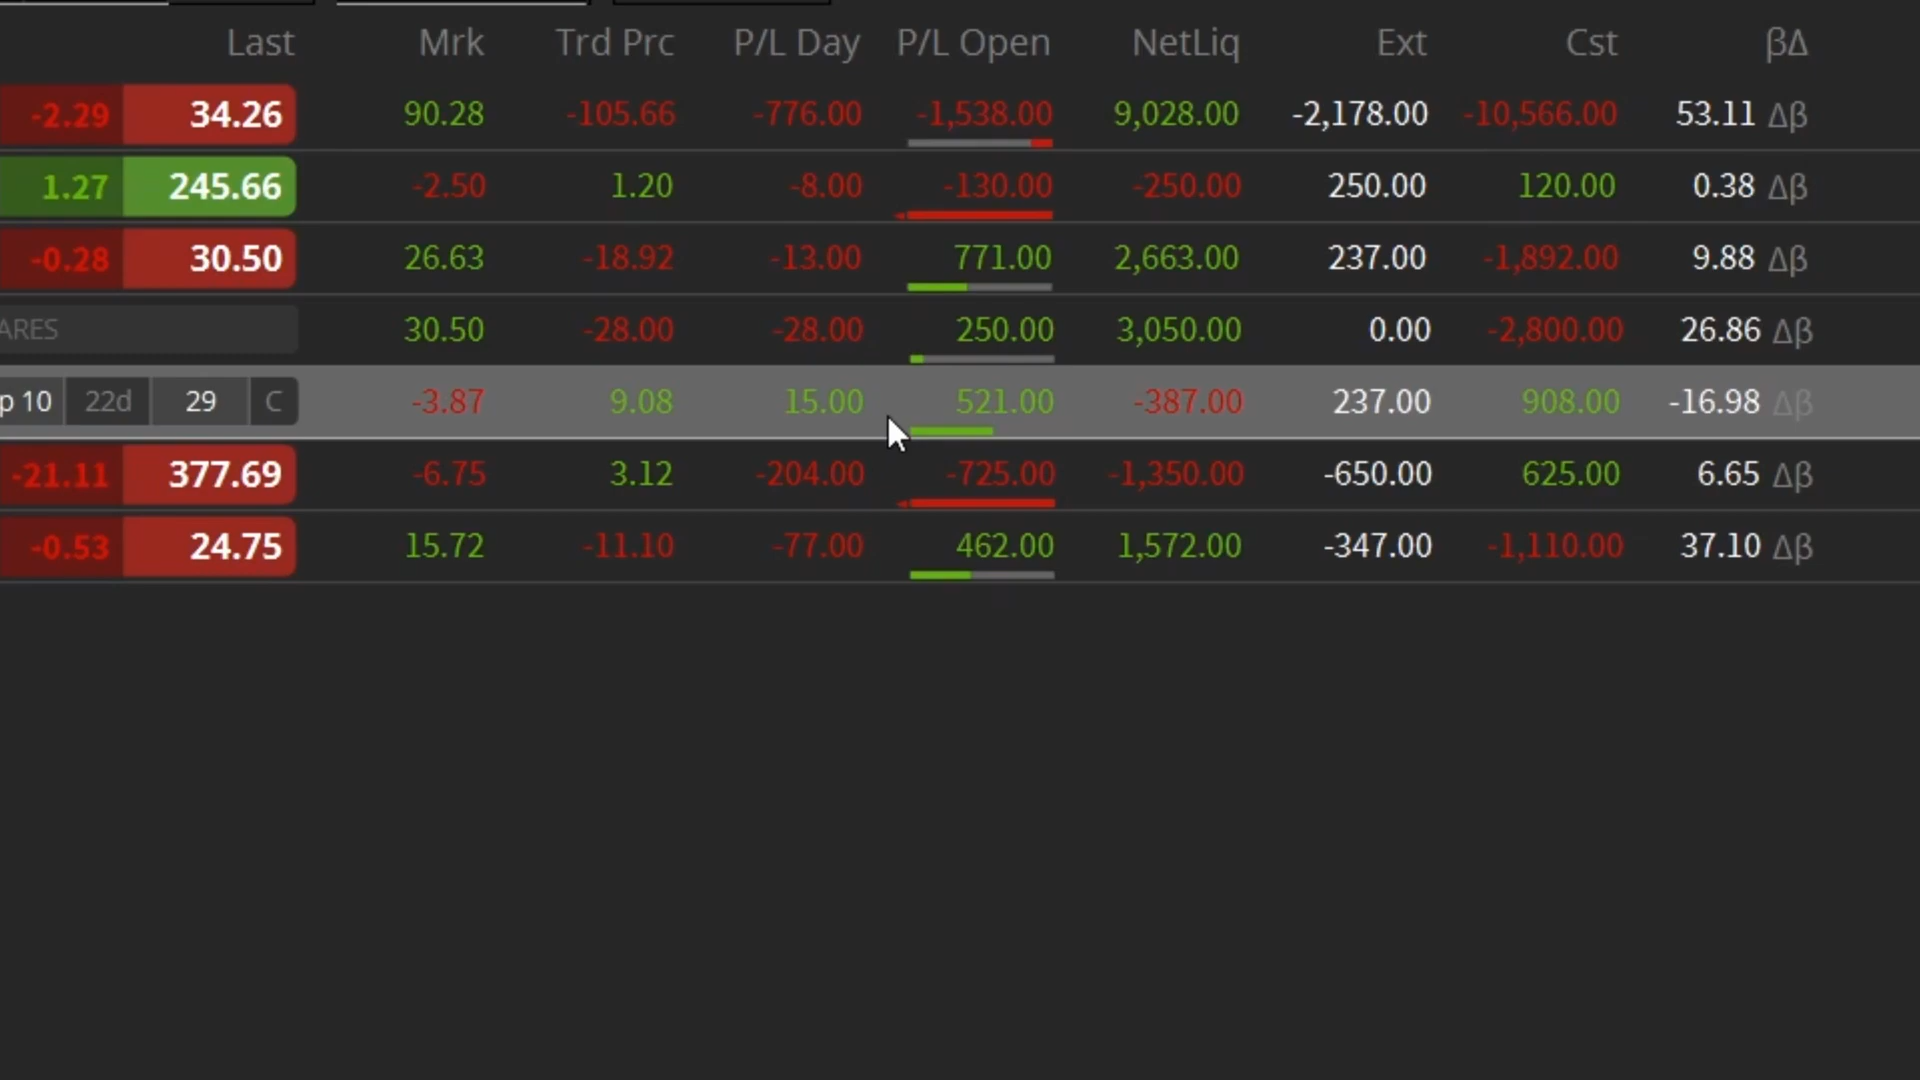 Last Mrk Trd Prc P/L Day P/L Open NetLiq Ext Cst βΔ
-2.29 34.26 90.28 -105.66 -776.00 -1,538.00 9,028.00 -2,178.00 -10,566.00 53.11 Δβ
1.27 245.66 -2.50 1.20 -8.00 -130.00 -250.00 250.00 120.00 0.38 Δβ
-0.28 30.50 26.63 -18.92 -13.00 771.00 2,663.00 237.00 -1,892.00 9.88 Δβ
ARES 30.50 -28.00 -28.00 250.00 3,050.00 0.00 -2,800.00 26.86 Δβ
p 10 22d 29 C -3.87 9.08 15.00 521.00 -387.00 237.00 908.00 -16.98 Δβ
-21.11 377.69 -6.75 3.12 -204.00 -725.00 -1,350.00 -650.00 625.00 6.65 Δβ
-0.53 24.75 15.72 -11.10 -77.00 462.00 1,572.00 -347.00 -1,110.00 37.10 Δβ